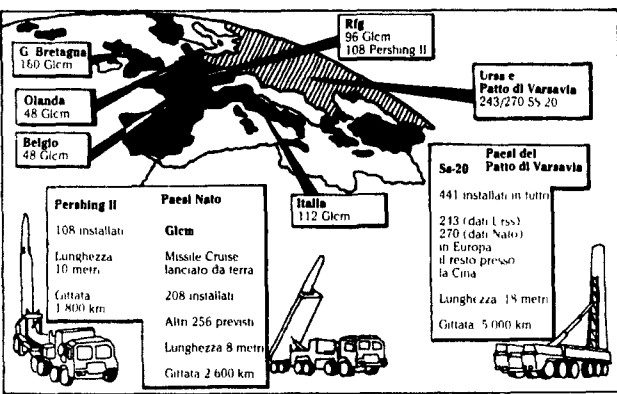 G. Bretagna
160 Glcm
Olanda
48 Glcm
Belgio
48 Glcm
Rfg
96 Glcm
108 Pershing II
Urss e
Patto di Varsavia
243/270 SS 20
Italia
112 Glcm
Pershing II
108 installati
Lunghezza
10 metri
Gittata
1 800 km
Paesi Nato
Glcm
Missile Cruise
lanciato da terra
208 installati
Altri 256 previsti
Lunghezza 8 metri
Gittata 2 600 km
Paesi del
Patto di Varsavia
Ss-20
441 installati in tutto
213 (dati Urss)
270 (dati Nato)
in Europa
il resto presso
la Cina
Lunghezza 18 metri
Gittata 5 000 km